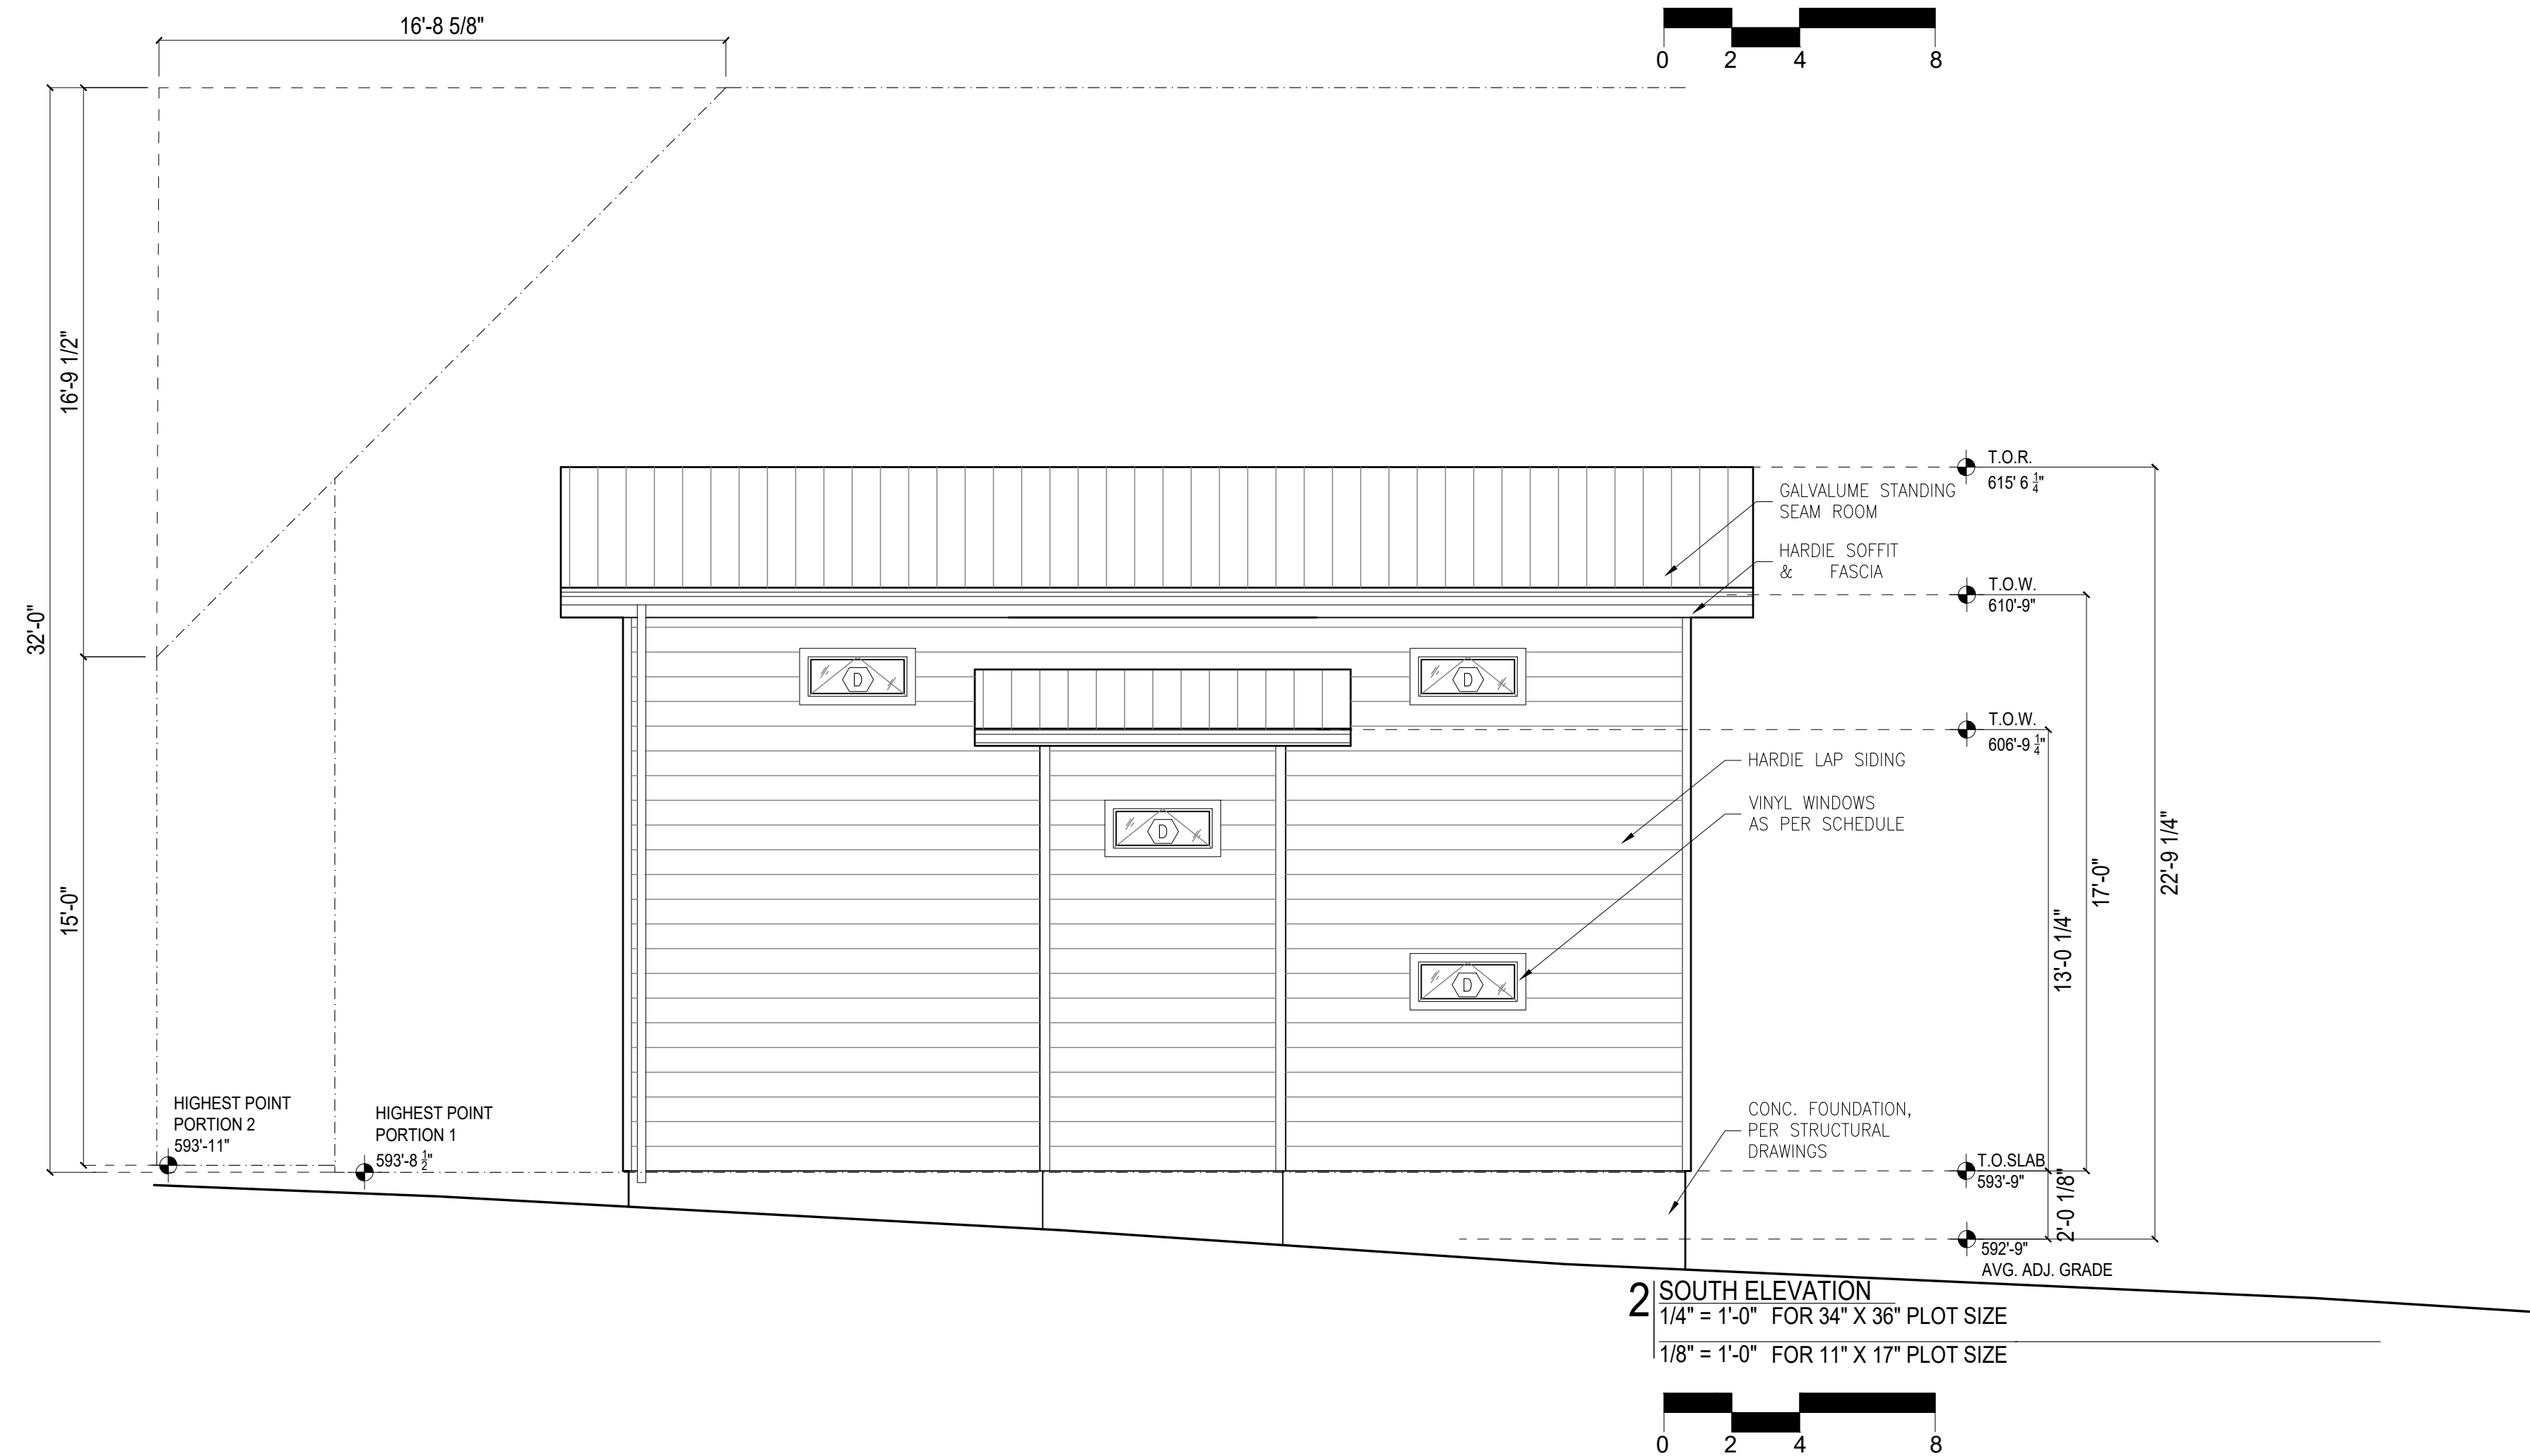 16'-8 5/8"
0 2 4 8
32'-0"
16'-9 1/2"
15'-0"
T.O.R.
615' 6 1/4"
GALVALUME STANDING
SEAM ROOM
HARDIE SOFFIT
& FASCIA
T.O.W.
610'-9"
T.O.W.
606'-9 1/4"
D
D
D
D
HARDIE LAP SIDING
VINYL WINDOWS
AS PER SCHEDULE
22'-9 1/4"
17'-0"
13'-0 1/4"
2'-0 1/8"
HIGHEST POINT
PORTION 2
593'-11"
HIGHEST POINT
PORTION 1
593'-8 1/2"
CONC. FOUNDATION,
PER STRUCTURAL
DRAWINGS
T.O.SLAB
593'-9"
592'-9"
AVG. ADJ. GRADE
2 SOUTH ELEVATION
1/4" = 1'-0" FOR 34" X 36" PLOT SIZE
1/8" = 1'-0" FOR 11" X 17" PLOT SIZE
0 2 4 8